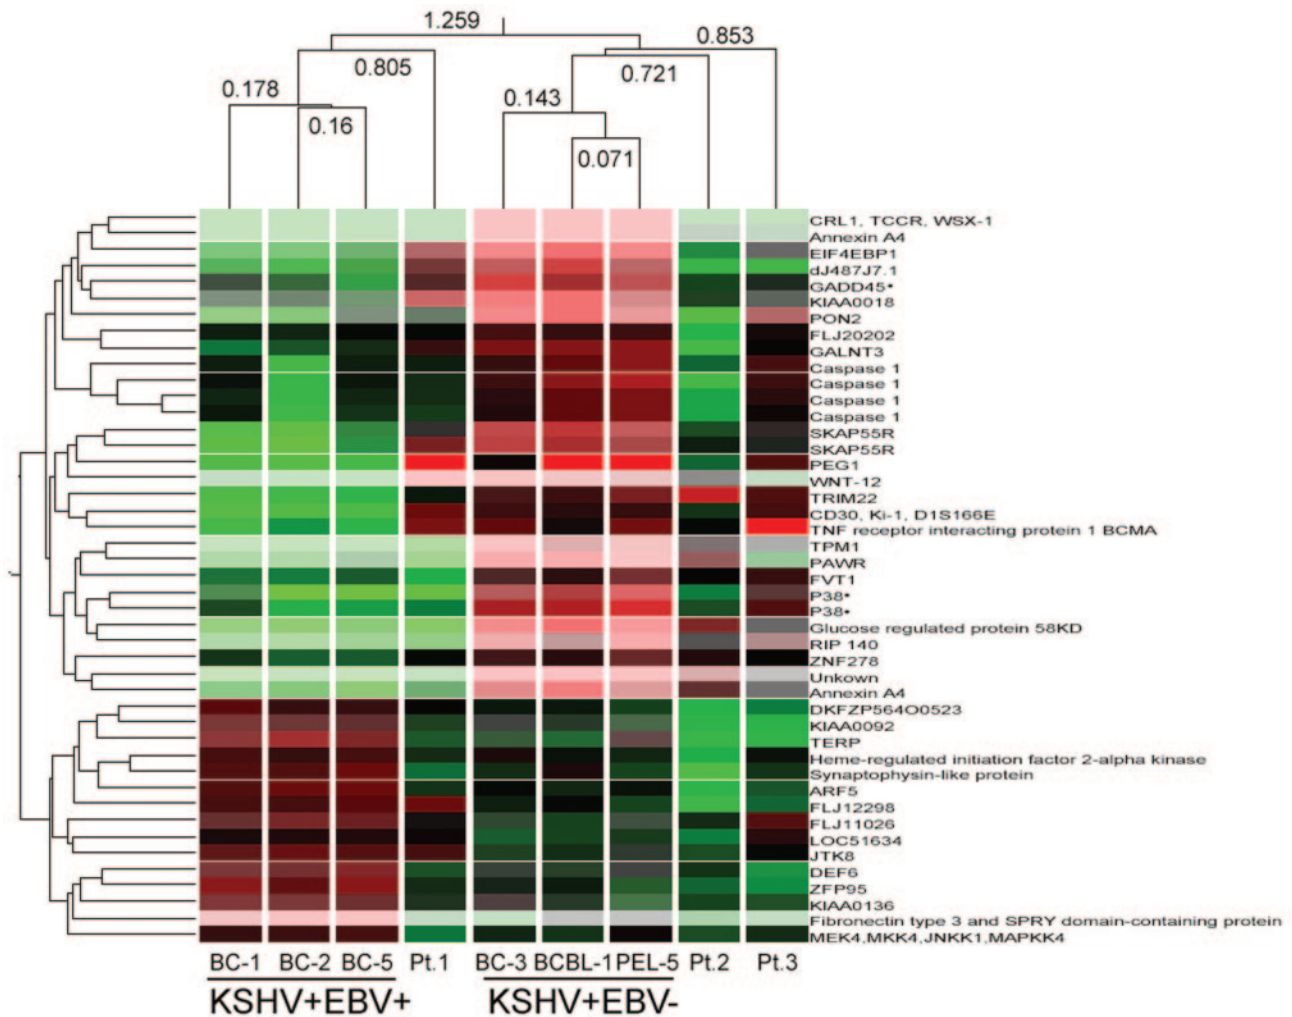 1.259
0.853
0.805
0.721
0.178
0.143
0.16
0.071
CRL1, TCCR, WSX-1
Annexin A4
EIF4EBP1
dJ487J7.1
GADD45*
KIAA0018
PON2
FLJ20202
GALNT3
Caspase 1
Caspase 1
Caspase 1
Caspase 1
SKAP55R
SKAP55R
PEG1
WNT-12
TRIM22
CD30, Ki-1, D1S166E
TNF receptor interacting protein 1 BCMA
TPM1
PAWR
FVT1
P38*
P38*
Glucose regulated protein 58KD
RIP 140
ZNF278
Unkown
Annexin A4
DKFZP564O0523
KIAA0092
TERP
Heme-regulated initiation factor 2-alpha kinase
Synaptophysin-like protein
ARF5
FLJ12298
FLJ11026
LOC51634
JTK8
DEF6
ZFP95
KIAA0136
Fibronectin type 3 and SPRY domain-containing protein
MEK4,MKK4,JNKK1,MAPKK4
BC-1 BC-2 BC-5 Pt.1 BC-3 BCBL-1 PEL-5 Pt.2 Pt.3
KSHV+EBV+ KSHV+EBV-